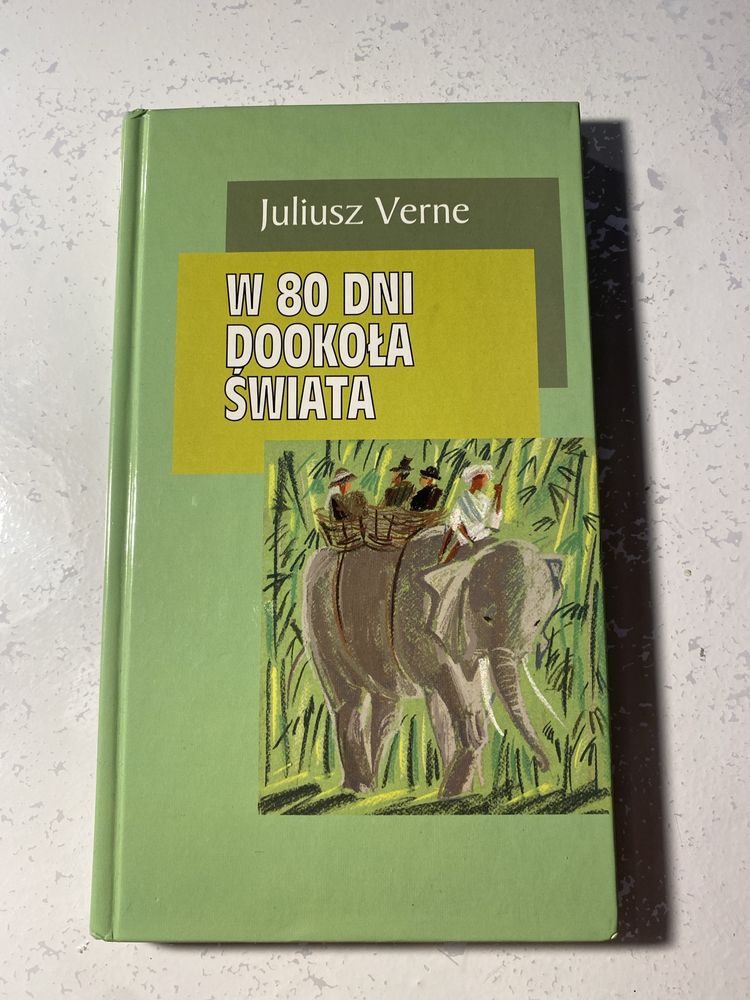 Juliusz Verne
W 80 DNI
DOOKOŁA
ŚWIATA